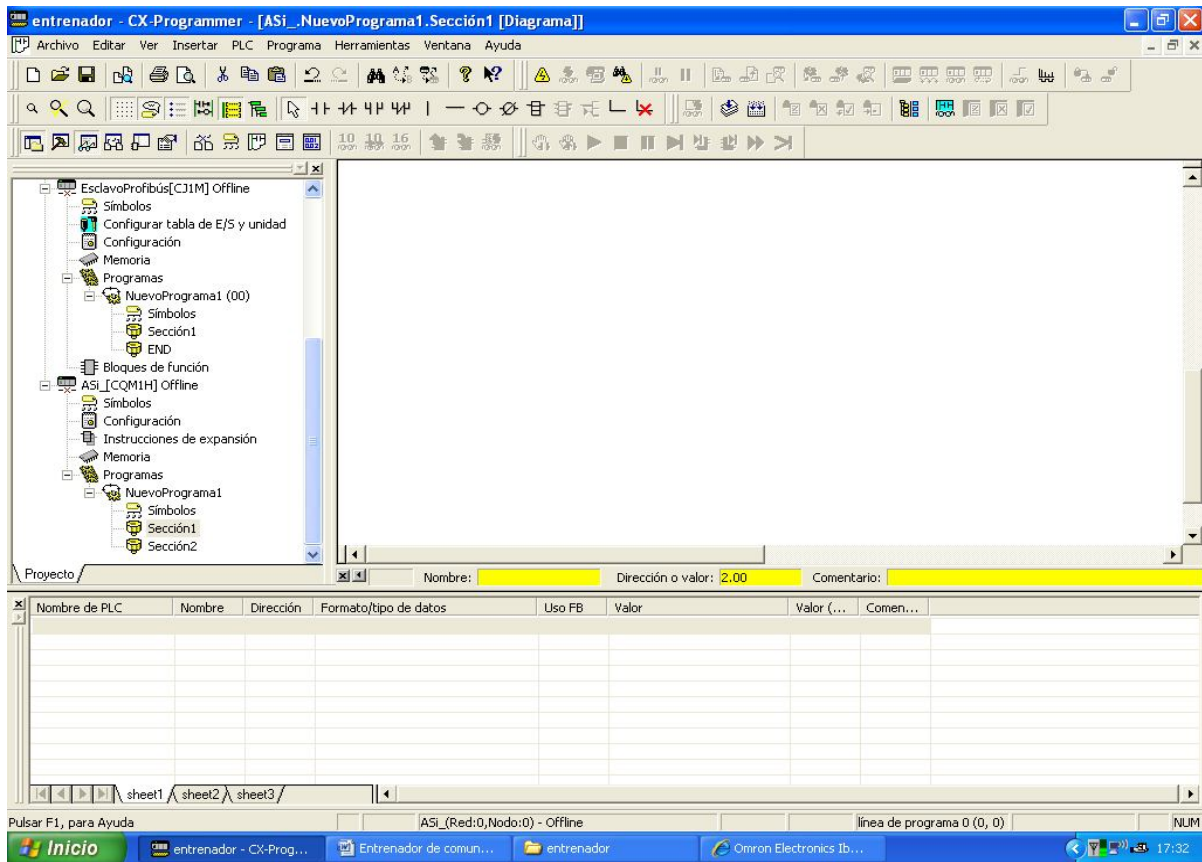 entrenador - CX-Programmer - [ASi_.NuevoPrograma1.Sección1 [Diagrama]]
Archivo Editar Ver Insertar PLC Programa Herramientas Ventana Ayuda
10 10 16
EsclavoProfibús[CJ1M] Offline
Símbolos
Configurar tabla de E/S y unidad
Configuración
Memoria
Programas
NuevoPrograma1 (00)
Símbolos
Sección1
END
Bloques de función
ASi_[CQM1H] Offline
Símbolos
Configuración
Instrucciones de expansión
Memoria
Programas
NuevoPrograma1
Símbolos
Sección1
Sección2
Proyecto
Nombre: Dirección o valor: 2.00 Comentario:
Nombre de PLC Nombre Dirección Formato/tipo de datos Uso FB Valor Valor (... Comen...
sheet1 sheet2 sheet3
Pulsar F1, para Ayuda ASi_(Red:0,Nodo:0) - Offline línea de programa 0 (0, 0) NUM
Inicio entrenador - CX-Prog... Entrenador de comun... entrenador Omron Electronics Ib... 17:32